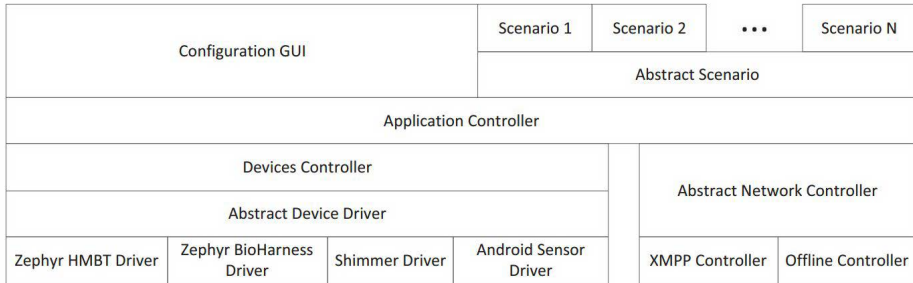 Configuration GUI
Scenario 1
Scenario 2
•••
Scenario N
Abstract Scenario
Application Controller
Devices Controller
Abstract Network Controller
Abstract Device Driver
Zephyr HMBT Driver
Zephyr BioHarness
Driver
Shimmer Driver
Android Sensor
Driver
XMPP Controller
Offline Controller